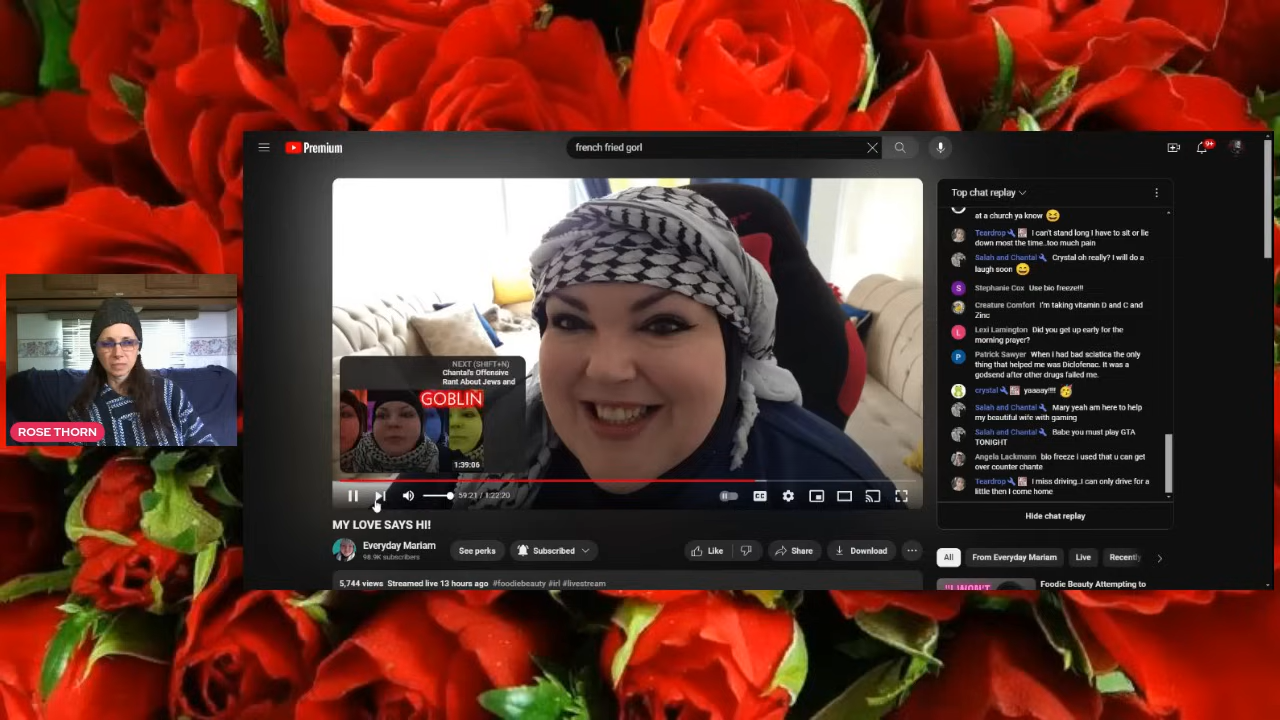 Premium
french fried gorl
9+
NEXT (SHIFT+N)
Chantal's Offensive
Rant About Jews and
GOBLIN
1:39:06
59:21 / 1:22:20
MY LOVE SAYS HI!
Everyday Mariam
98.9K subscribers
See perks
Subscribed
Like
Share
Download
5,744 views Streamed live 13 hours ago #foodiebeauty #irl #livestream
Top chat replay
at a church ya know 😆
Teardrop I can't stand long I have to sit or lie
down most the time..too much pain
Salah and Chantal Crystal oh really? I will do a
laugh soon 😄
Stephanie Cox Use bio freeze!!!
Creature Comfort I'm taking vitamin D and C and
Zinc
Lexi Lamington Did you get up early for the
morning prayer?
Patrick Sawyer When I had bad sciatica the only
thing that helped me was Diclofenac. It was a
godsend after other drugs failed me.
crystal yaaaay!!!! 🥳
Salah and Chantal Mary yeah am here to help
my beautiful wife with gaming
Salah and Chantal Babe you must play GTA
TONIGHT
Angela Lackmann bio freeze I used that u can get
over counter chante
Teardrop I miss driving..I can only drive for a
little then I come home
Hide chat replay
All
From Everyday Mariam
Live
Recently
"I WON'T
Foodie Beauty Attempting to
ROSE THORN